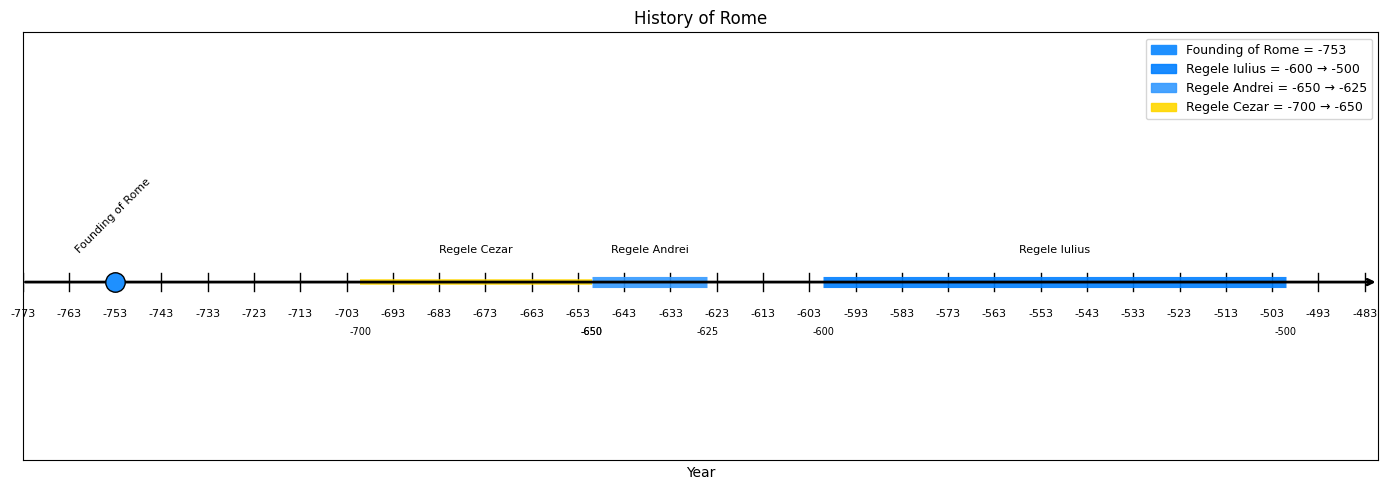 History of Rome
Founding of Rome = -753
Regele Iulius = -600 → -500
Regele Andrei = -650 → -625
Regele Cezar = -700 → -650
Founding of Rome
Regele Cezar Regele Andrei Regele Iulius
-773 -763 -753 -743 -733 -723 -713 -703 -693 -683 -673 -663 -653 -643 -633 -623 -613 -603 -593 -583 -573 -563 -553 -543 -533 -523 -513 -503 -493 -483
-700 -650 -625 -600 -500
Year